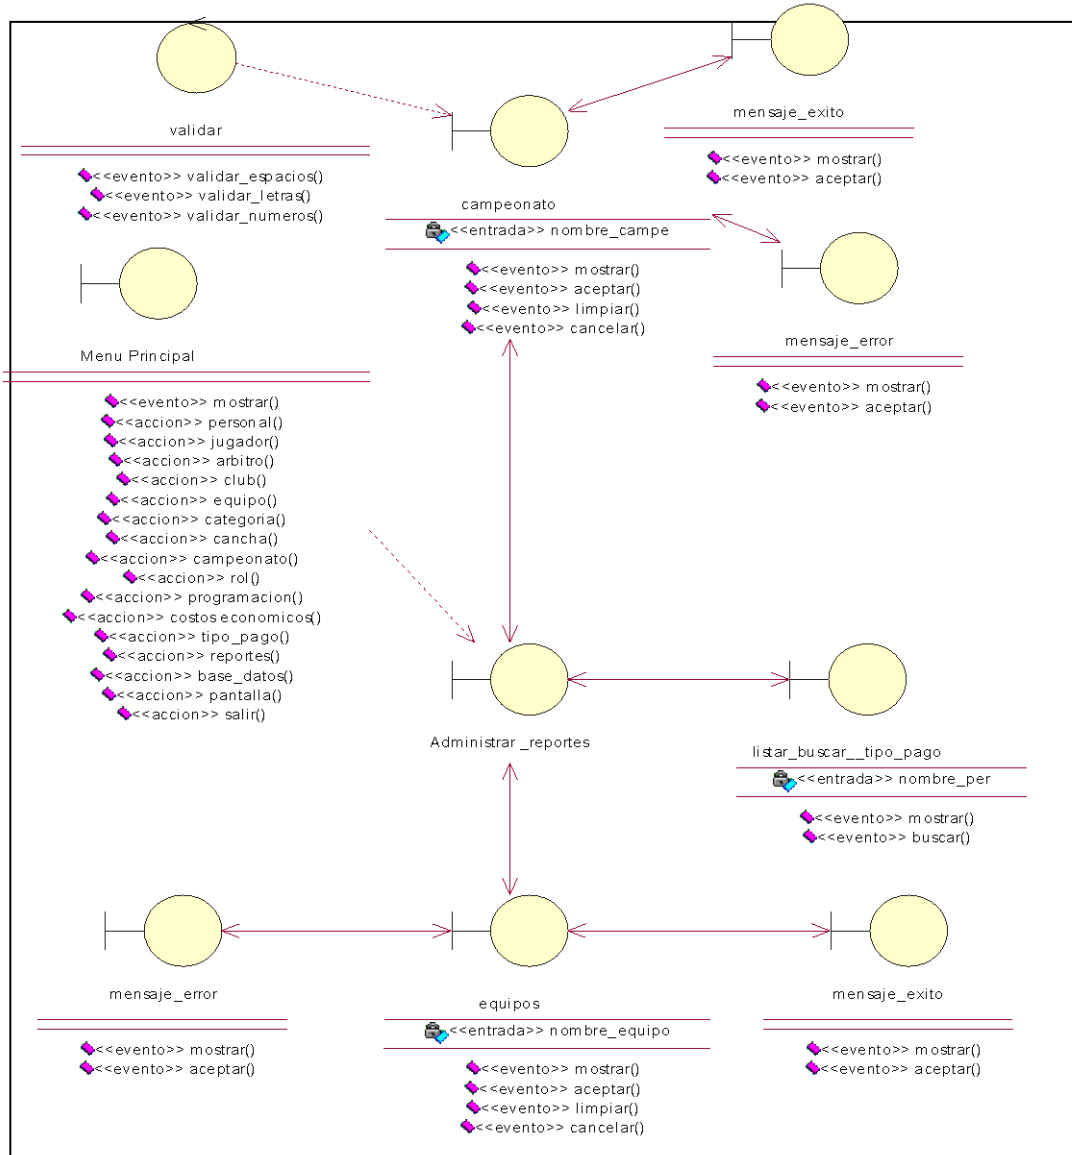 validar
<<evento>> validar_espacios()
<<evento>> validar_letras()
<<evento>> validar_numeros()
campeonato
<<entrada>> nombre_campe
<<evento>> mostrar()
<<evento>> aceptar()
<<evento>> limpiar()
<<evento>> cancelar()
mensaje_exito
<<evento>> mostrar()
<<evento>> aceptar()
mensaje_error
<<evento>> mostrar()
<<evento>> aceptar()
Menu Principal
<<evento>> mostrar()
<<accion>> personal()
<<accion>> jugador()
<<accion>> arbitro()
<<accion>> club()
<<accion>> equipo()
<<accion>> categoria()
<<accion>> cancha()
<<accion>> campeonato()
<<accion>> rol()
<<accion>> programacion()
<<accion>> costos economicos()
<<accion>> tipo_pago()
<<accion>> reportes()
<<accion>> base_datos()
<<accion>> pantalla()
<<accion>> salir()
Administrar_reportes
listar_buscar__tipo_pago
<<entrada>> nombre_per
<<evento>> mostrar()
<<evento>> buscar()
mensaje_error
<<evento>> mostrar()
<<evento>> aceptar()
equipos
<<entrada>> nombre_equipo
<<evento>> mostrar()
<<evento>> aceptar()
<<evento>> limpiar()
<<evento>> cancelar()
mensaje_exito
<<evento>> mostrar()
<<evento>> aceptar()